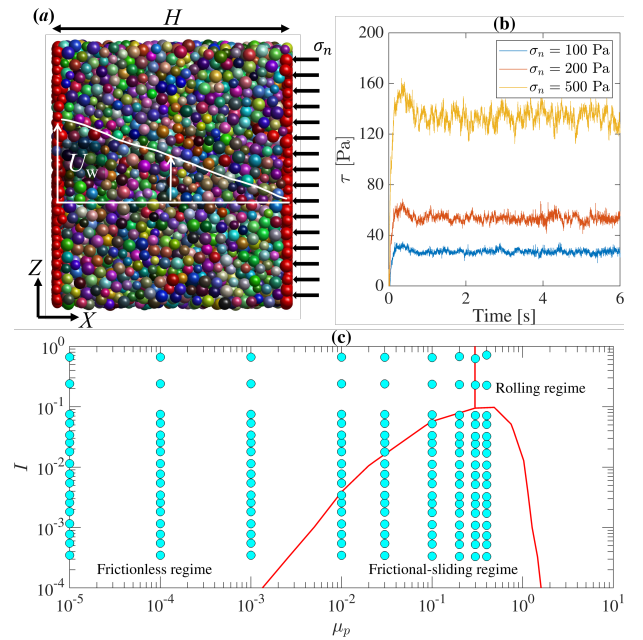 (a)
H
σn
Uw
Z
X
(b)
τ [Pa]
200
160
120
80
40
0
σn = 100 Pa
σn = 200 Pa
σn = 500 Pa
0 2 4 6
Time [s]
(c)
I
10^0
10^-1
10^-2
10^-3
10^-4
Rolling regime
Frictionless regime
Frictional-sliding regime
10^-5 10^-4 10^-3 10^-2 10^-1 10^0 10^1
μp